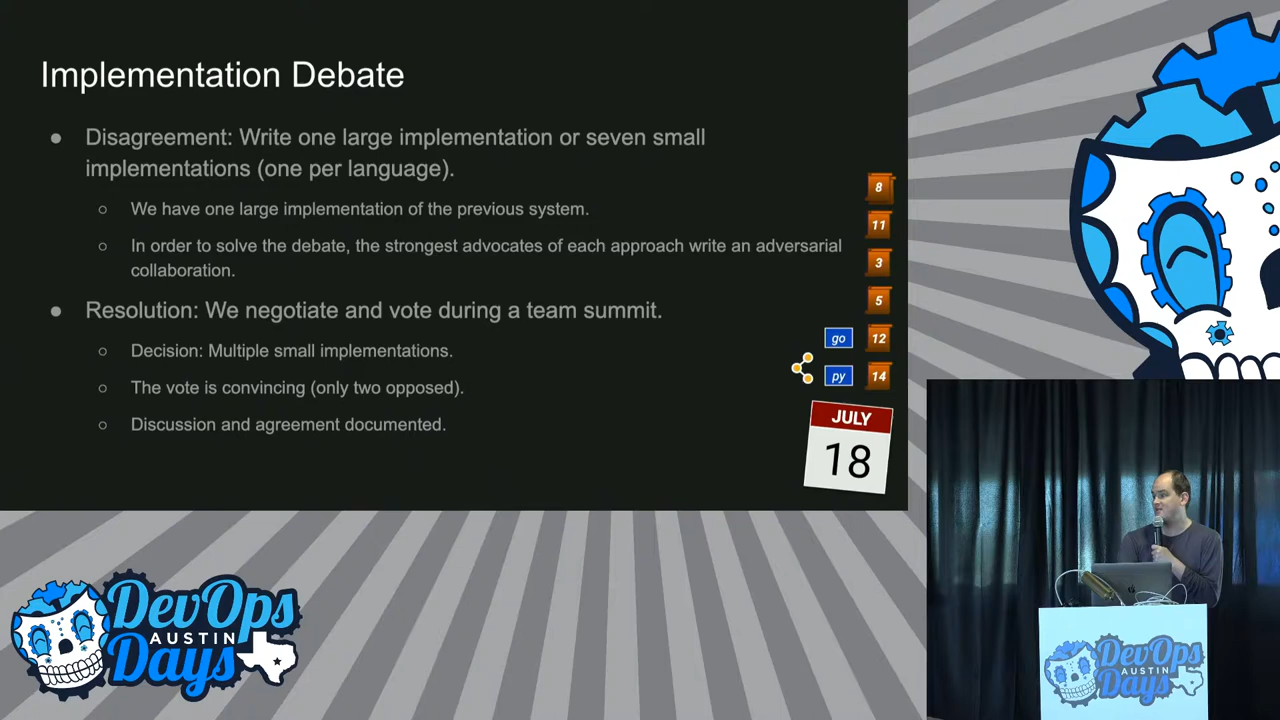 Implementation Debate
● Disagreement: Write one large implementation or seven small
implementations (one per language).
○ We have one large implementation of the previous system.
○ In order to solve the debate, the strongest advocates of each approach write an adversarial
collaboration.
● Resolution: We negotiate and vote during a team summit.
○ Decision: Multiple small implementations.
○ The vote is convincing (only two opposed).
○ Discussion and agreement documented.
8
11
3
5
go 12
py 14
JULY
18
DevOps
AUSTIN
Days
DevOps
AUSTIN
Days